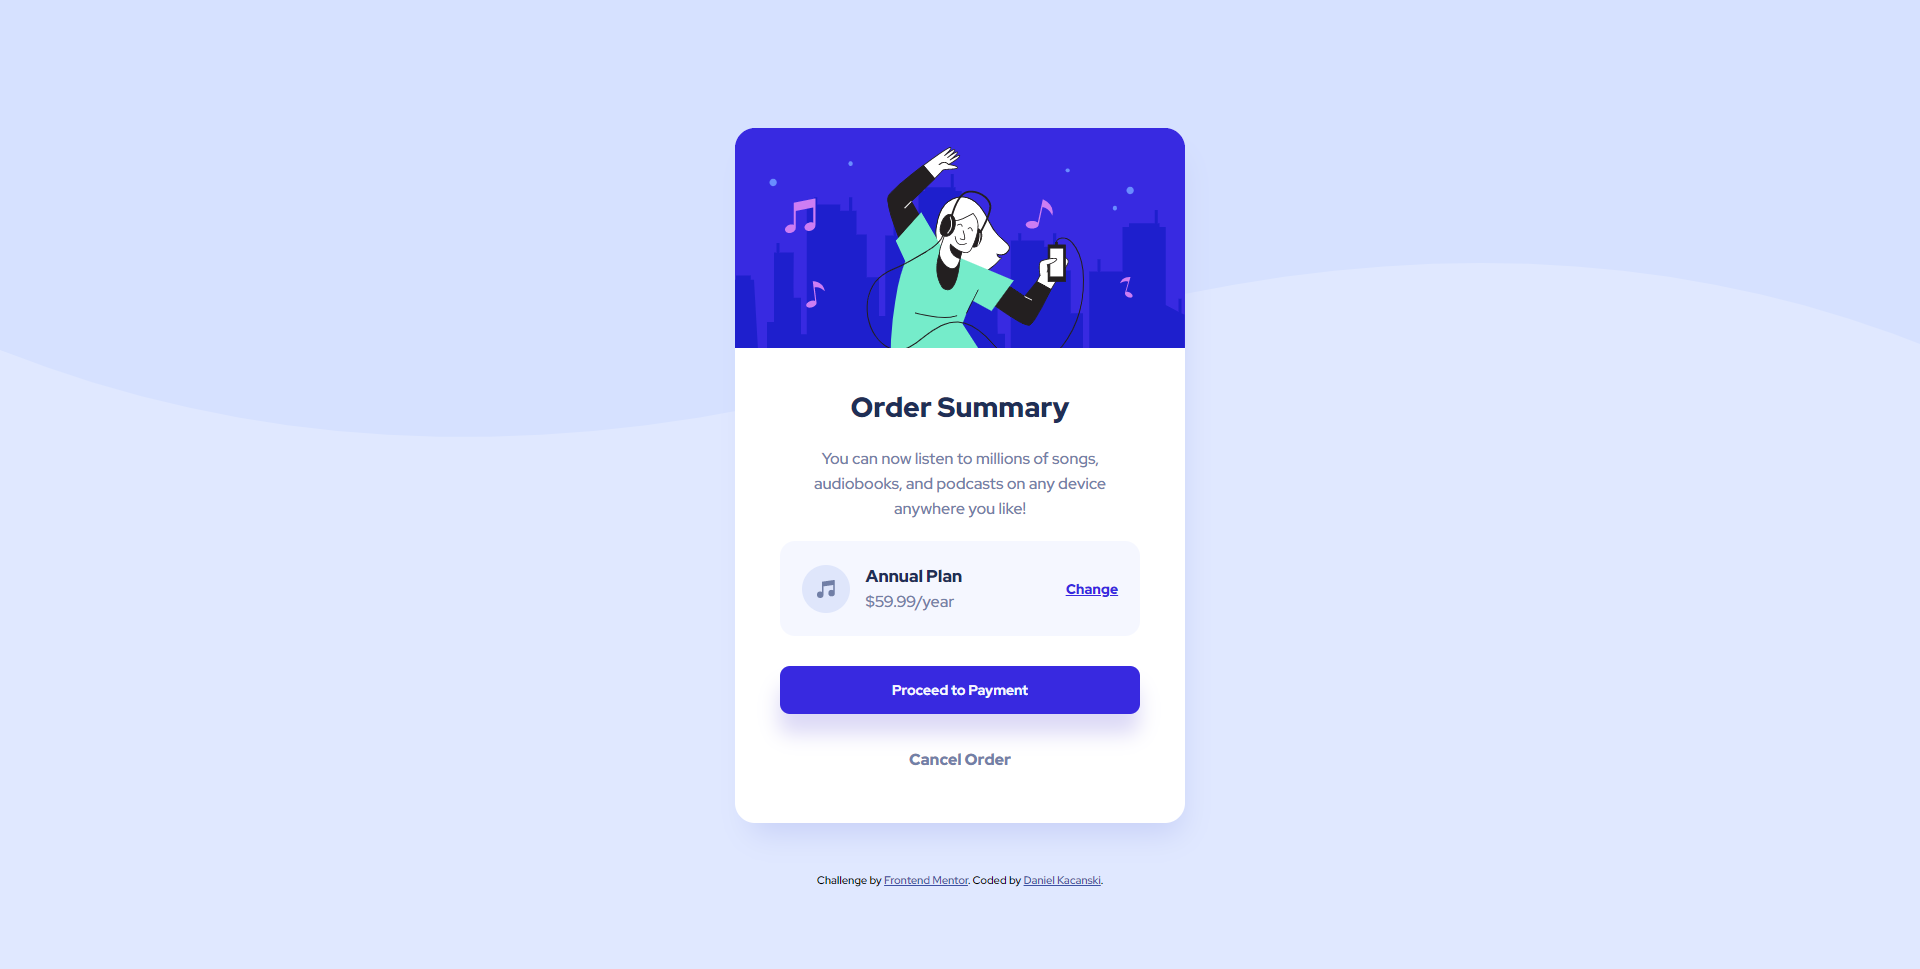 Order Summary
You can now listen to millions of songs,
audiobooks, and podcasts on any device
anywhere you like!
Annual Plan
$59.99/year
Change
Proceed to Payment
Cancel Order
Challenge by Frontend Mentor. Coded by Daniel Kacanski.